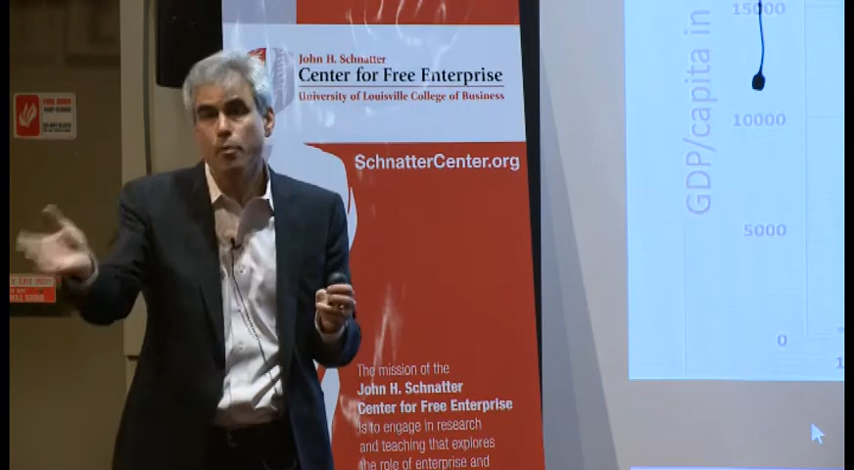 John H. Schnatter
Center for Free Enterprise
University of Louisville College of Business
SchnatterCenter.org
The mission of the
John H. Schnatter
Center for Free Enterprise
is to engage in research
and teaching that explores
the role of enterprise and
GDP/capita in
15000
10000
5000
0